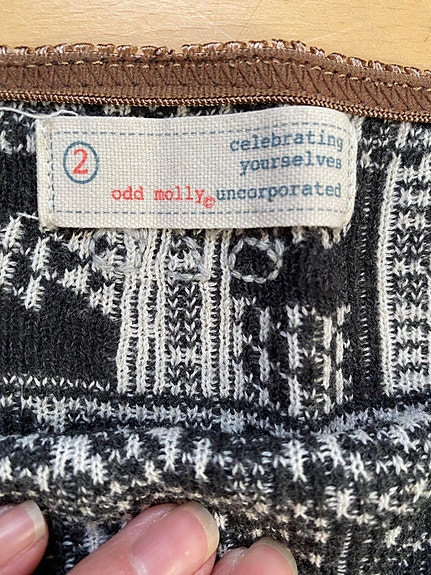 2
celebrating
yourselves
odd molly© uncorporated